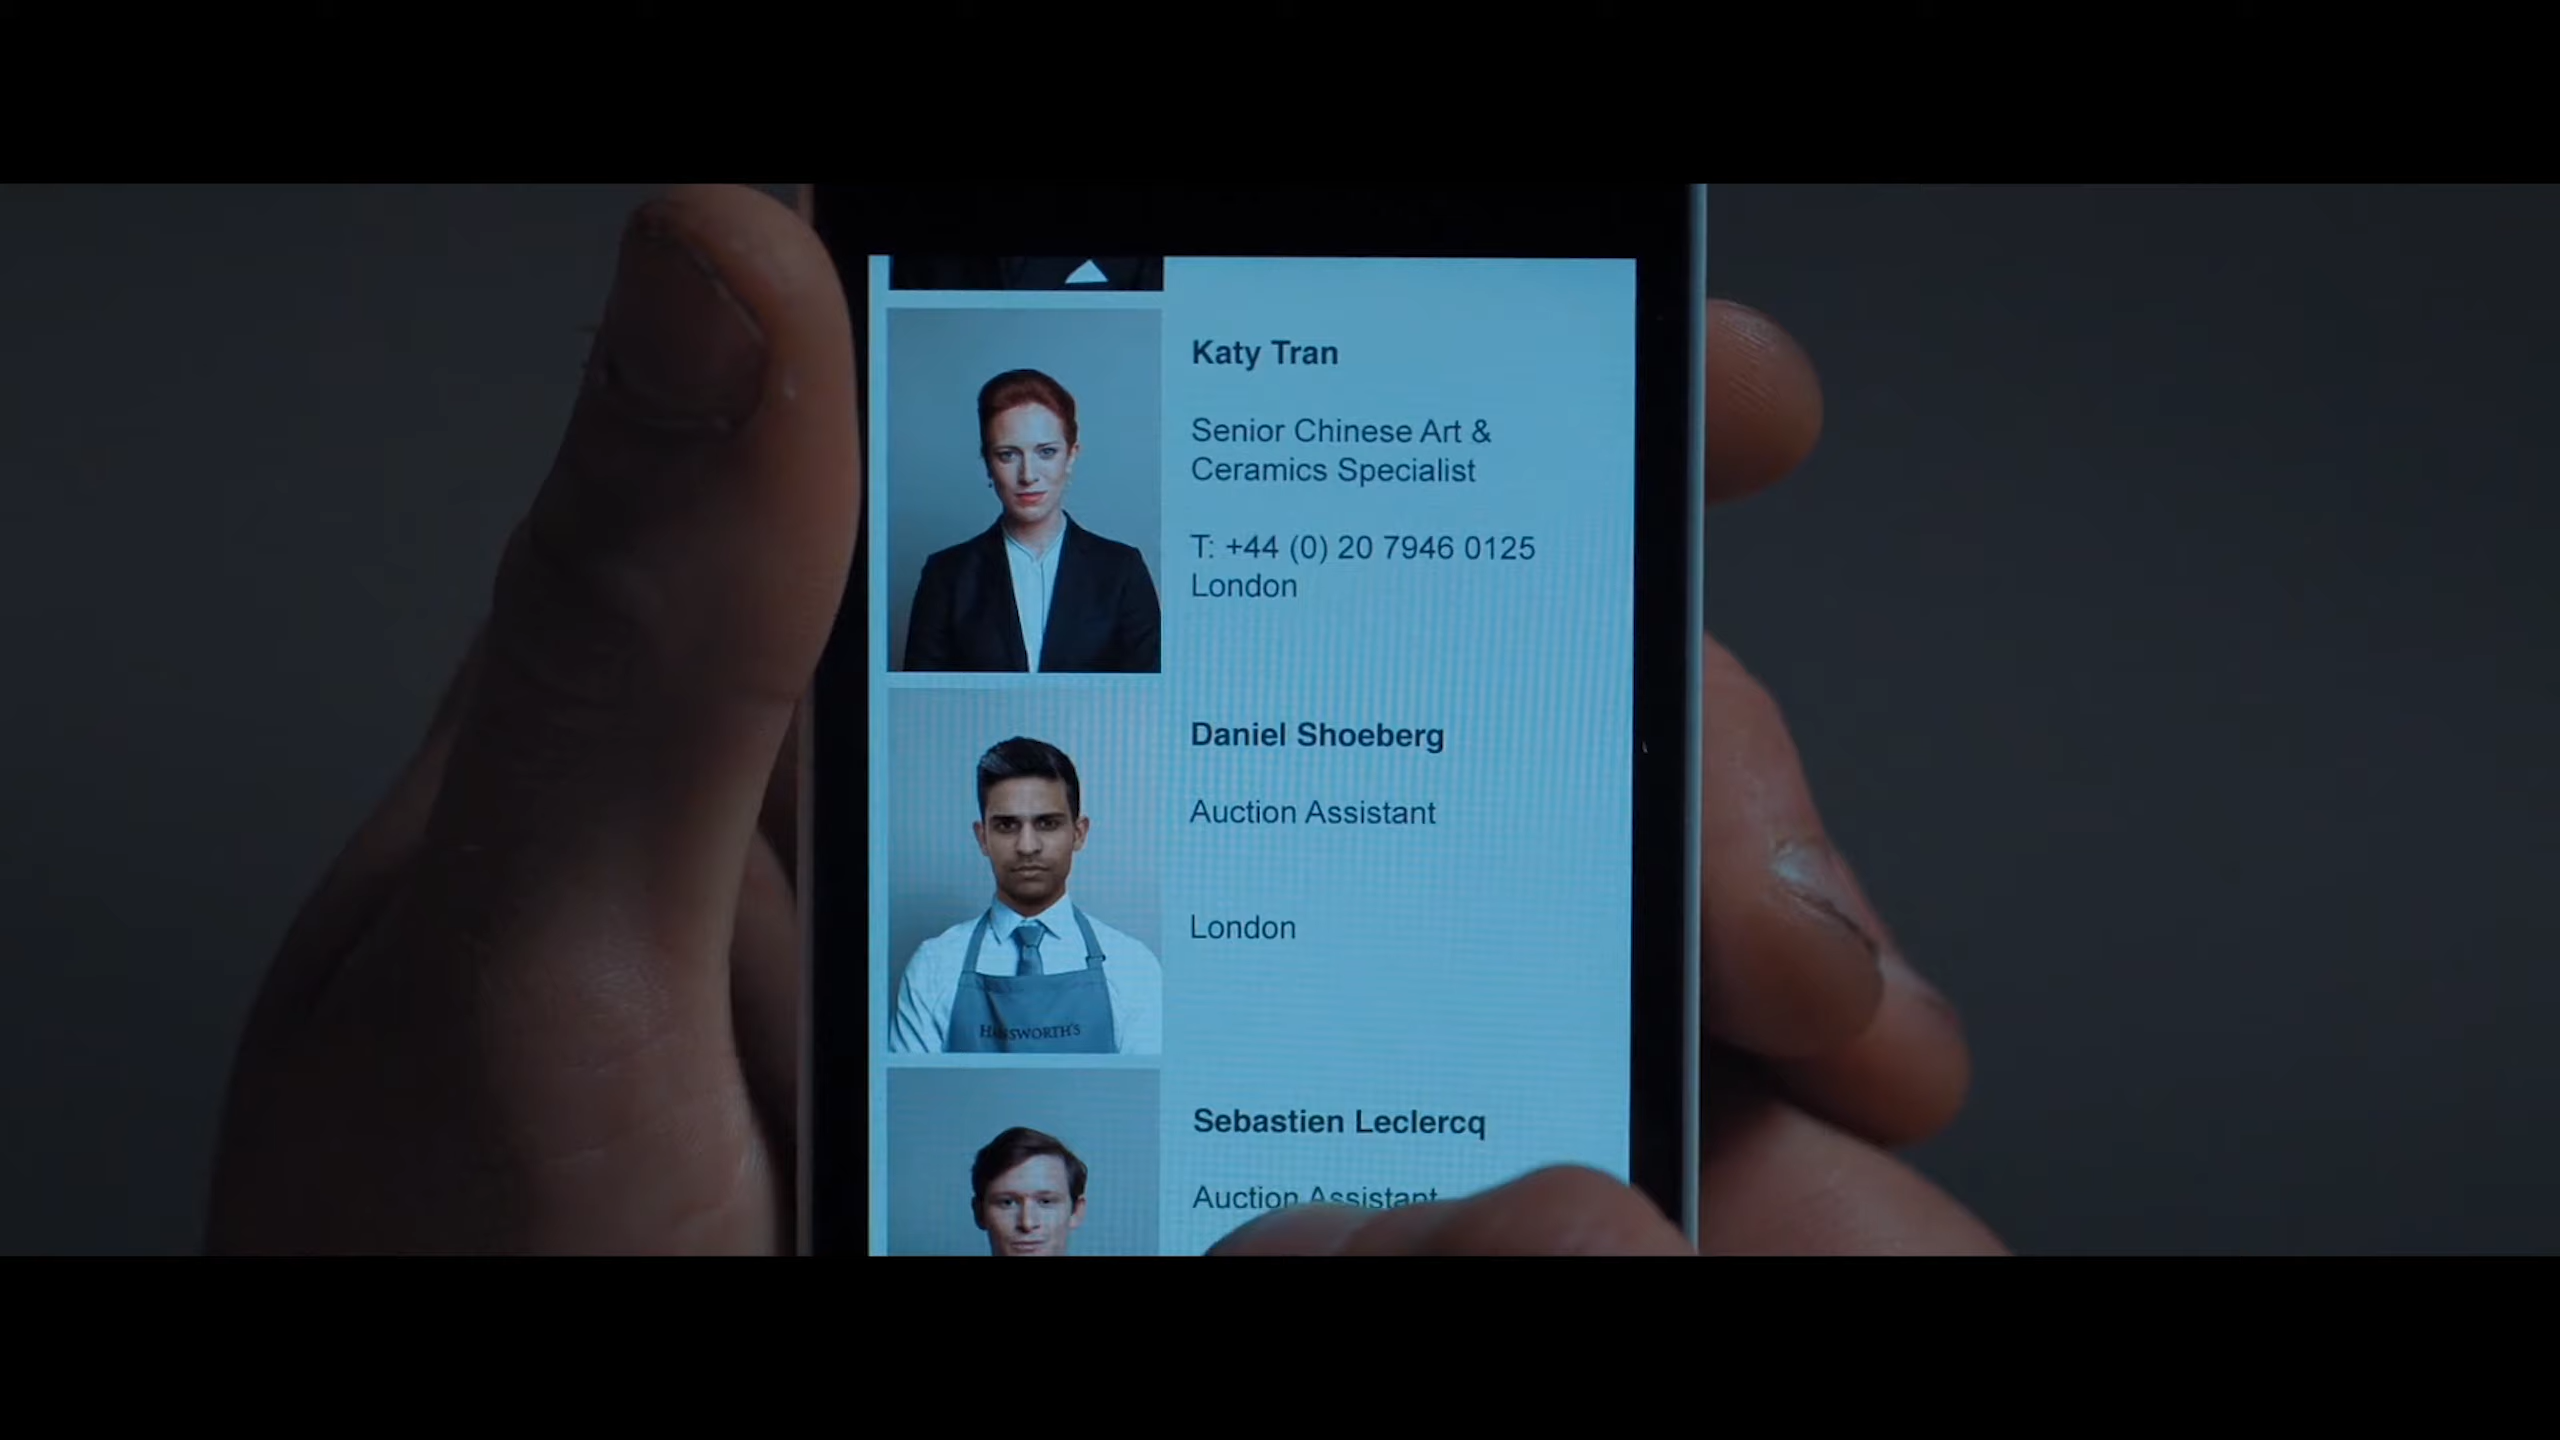 Katy Tran
Senior Chinese Art &
Ceramics Specialist
T: +44 (0) 20 7946 0125
London
Daniel Shoeberg
Auction Assistant
London
Sebastien Leclercq
Auction Assistant